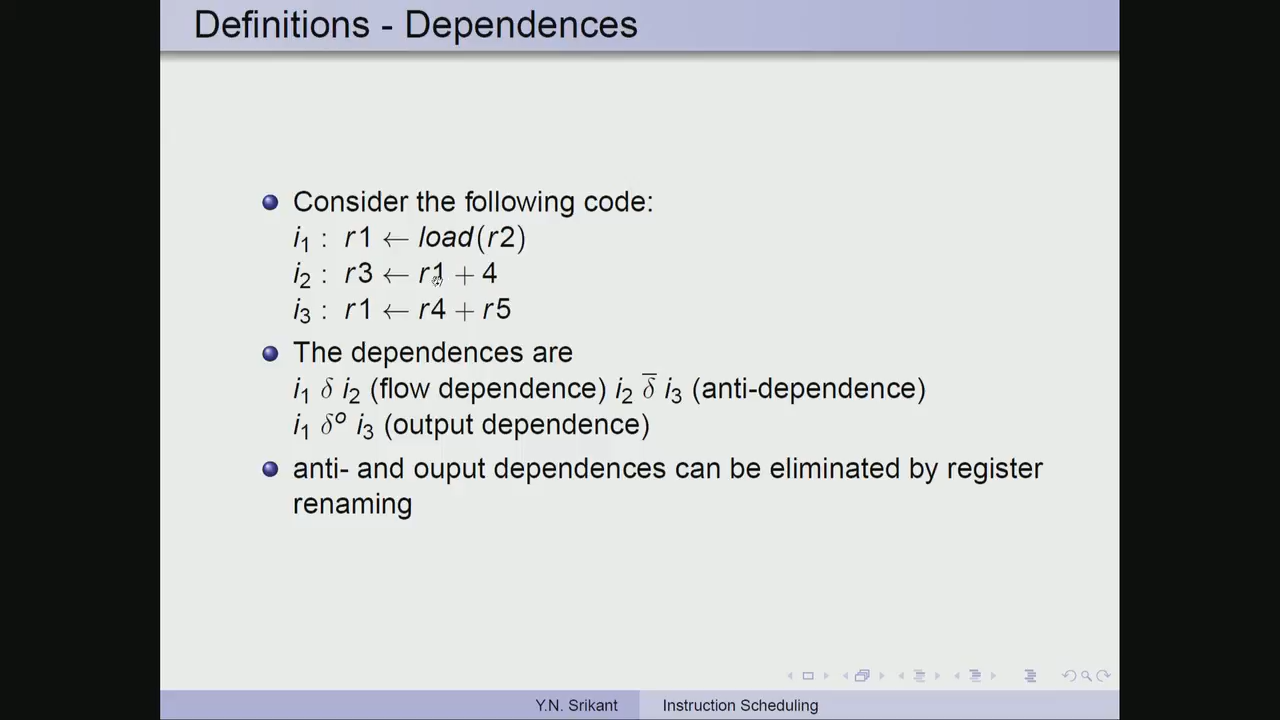 Definitions - Dependences
Consider the following code:
i₁ : r1 ← load(r2)
i₂ : r3 ← r1 + 4
i₃ : r1 ← r4 + r5
The dependences are
i₁ δ i₂ (flow dependence) i₂ δ̅ i₃ (anti-dependence)
i₁ δᵒ i₃ (output dependence)
anti- and ouput dependences can be eliminated by register
renaming
Y.N. Srikant Instruction Scheduling